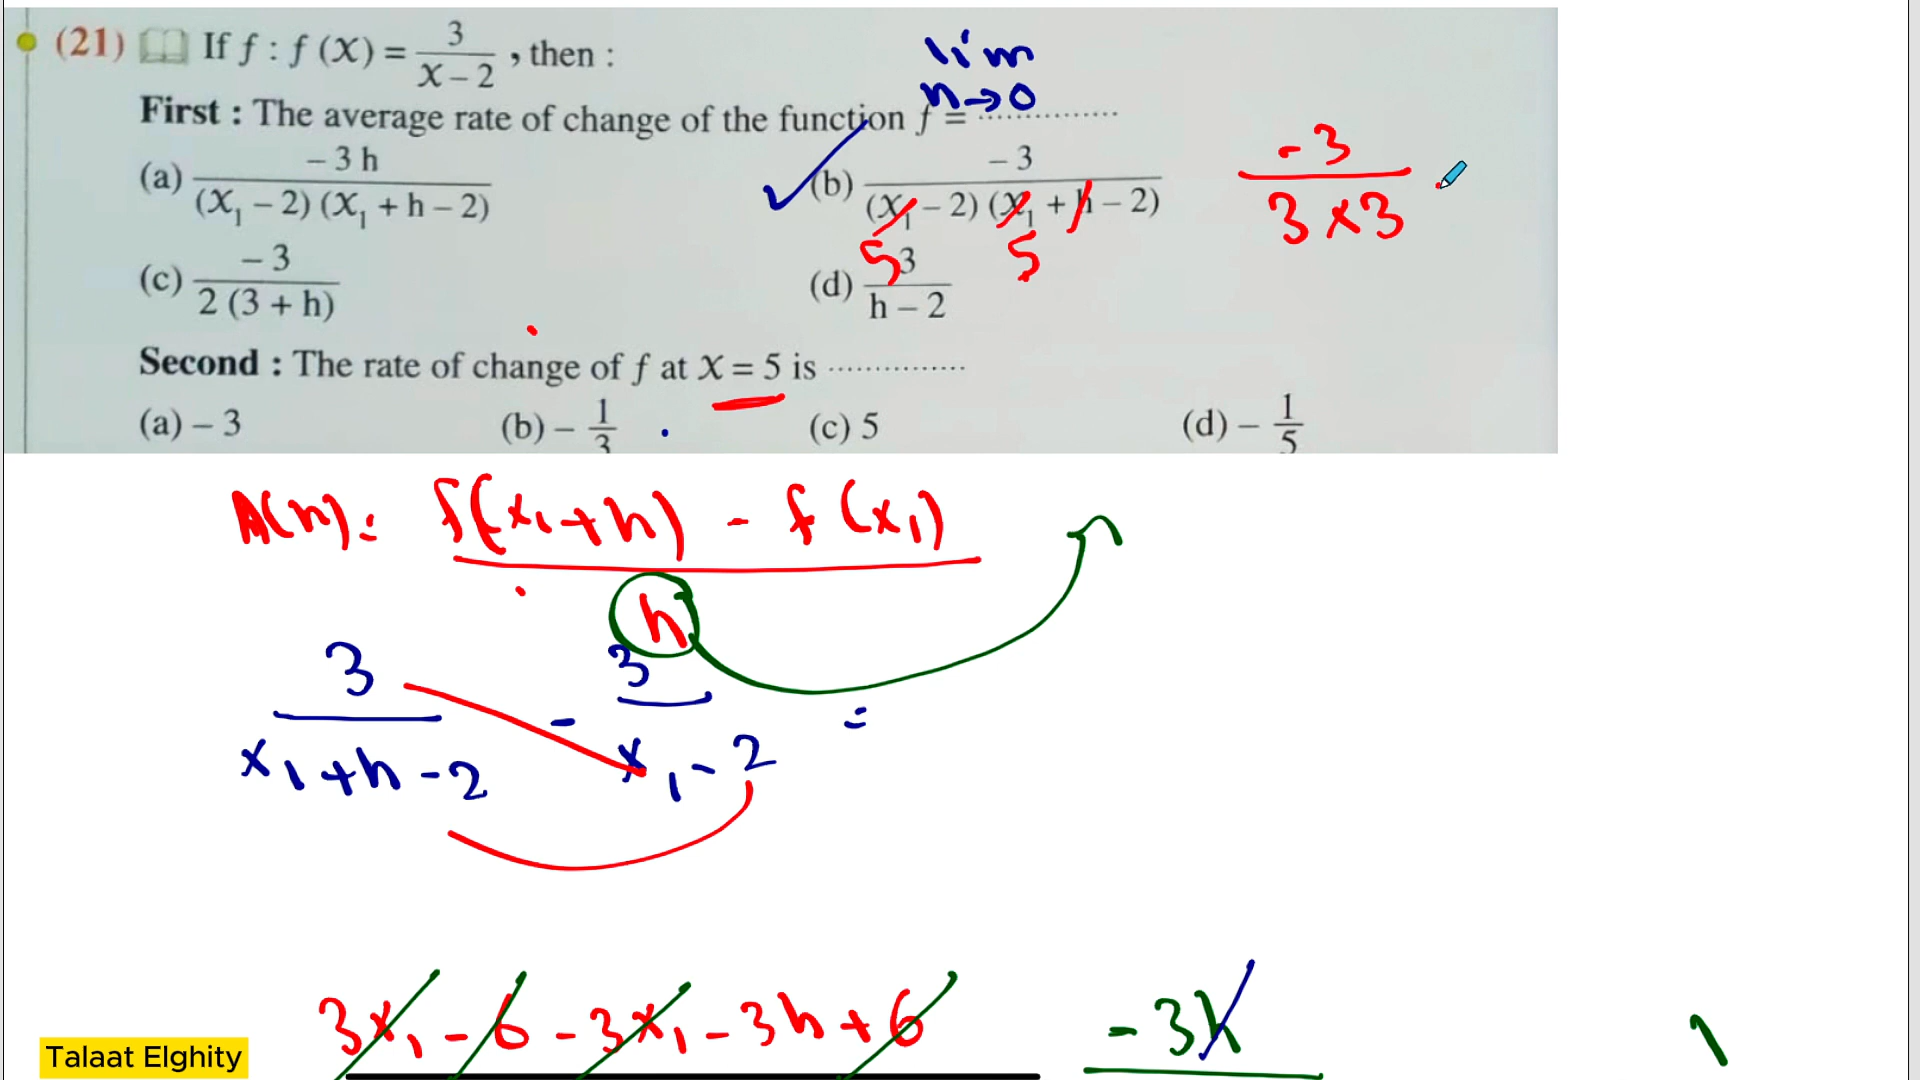 (21) If f : f (X) = 3 / X – 2 , then :
lim
h→0
First : The average rate of change of the function f = ...............
(a) – 3 h / (X₁ – 2) (X₁ + h – 2)
(b) – 3 / (X₁ – 2) (X₁ + h – 2)
5 5
-3 / 3 × 3
(c) – 3 / 2 (3 + h)
(d) 3 / h – 2
Second : The rate of change of f at X = 5 is ...............
(a) – 3 (b) – 1/3 (c) 5 (d) – 1/5
A(h) = f(x₁+h) - f(x₁) / h
3 / x₁+h-2 - 3 / x₁-2 =
3x₁ - 6 - 3x₁ - 3h + 6 -3h
Talaat Elghity